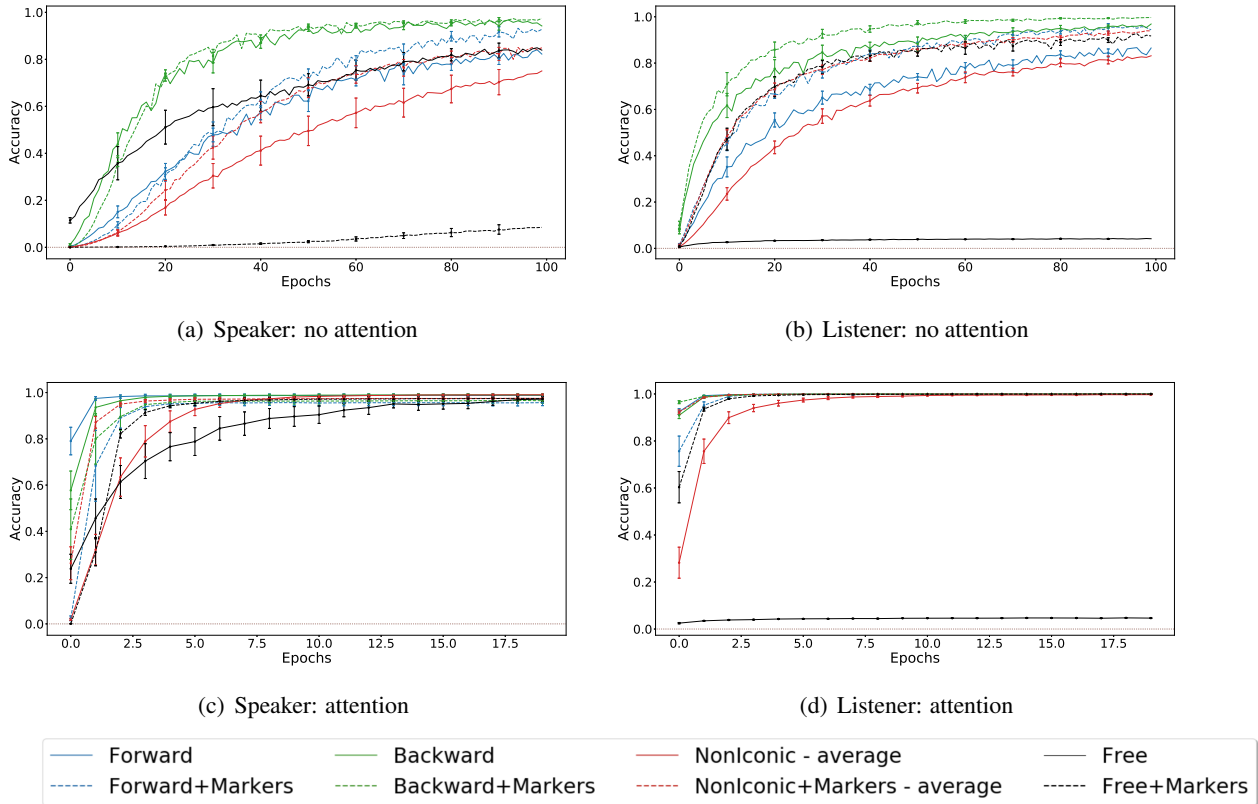 1.0
0.8
0.6
0.4
0.2
0.0
Accuracy
0 20 40 60 80 100
Epochs
(a) Speaker: no attention
1.0
0.8
0.6
0.4
0.2
0.0
Accuracy
0 20 40 60 80 100
Epochs
(b) Listener: no attention
1.0
0.8
0.6
0.4
0.2
0.0
Accuracy
0.0 2.5 5.0 7.5 10.0 12.5 15.0 17.5
Epochs
(c) Speaker: attention
1.0
0.8
0.6
0.4
0.2
0.0
Accuracy
0.0 2.5 5.0 7.5 10.0 12.5 15.0 17.5
Epochs
(d) Listener: attention
Forward Backward NonIconic - average Free
Forward+Markers Backward+Markers NonIconic+Markers - average Free+Markers